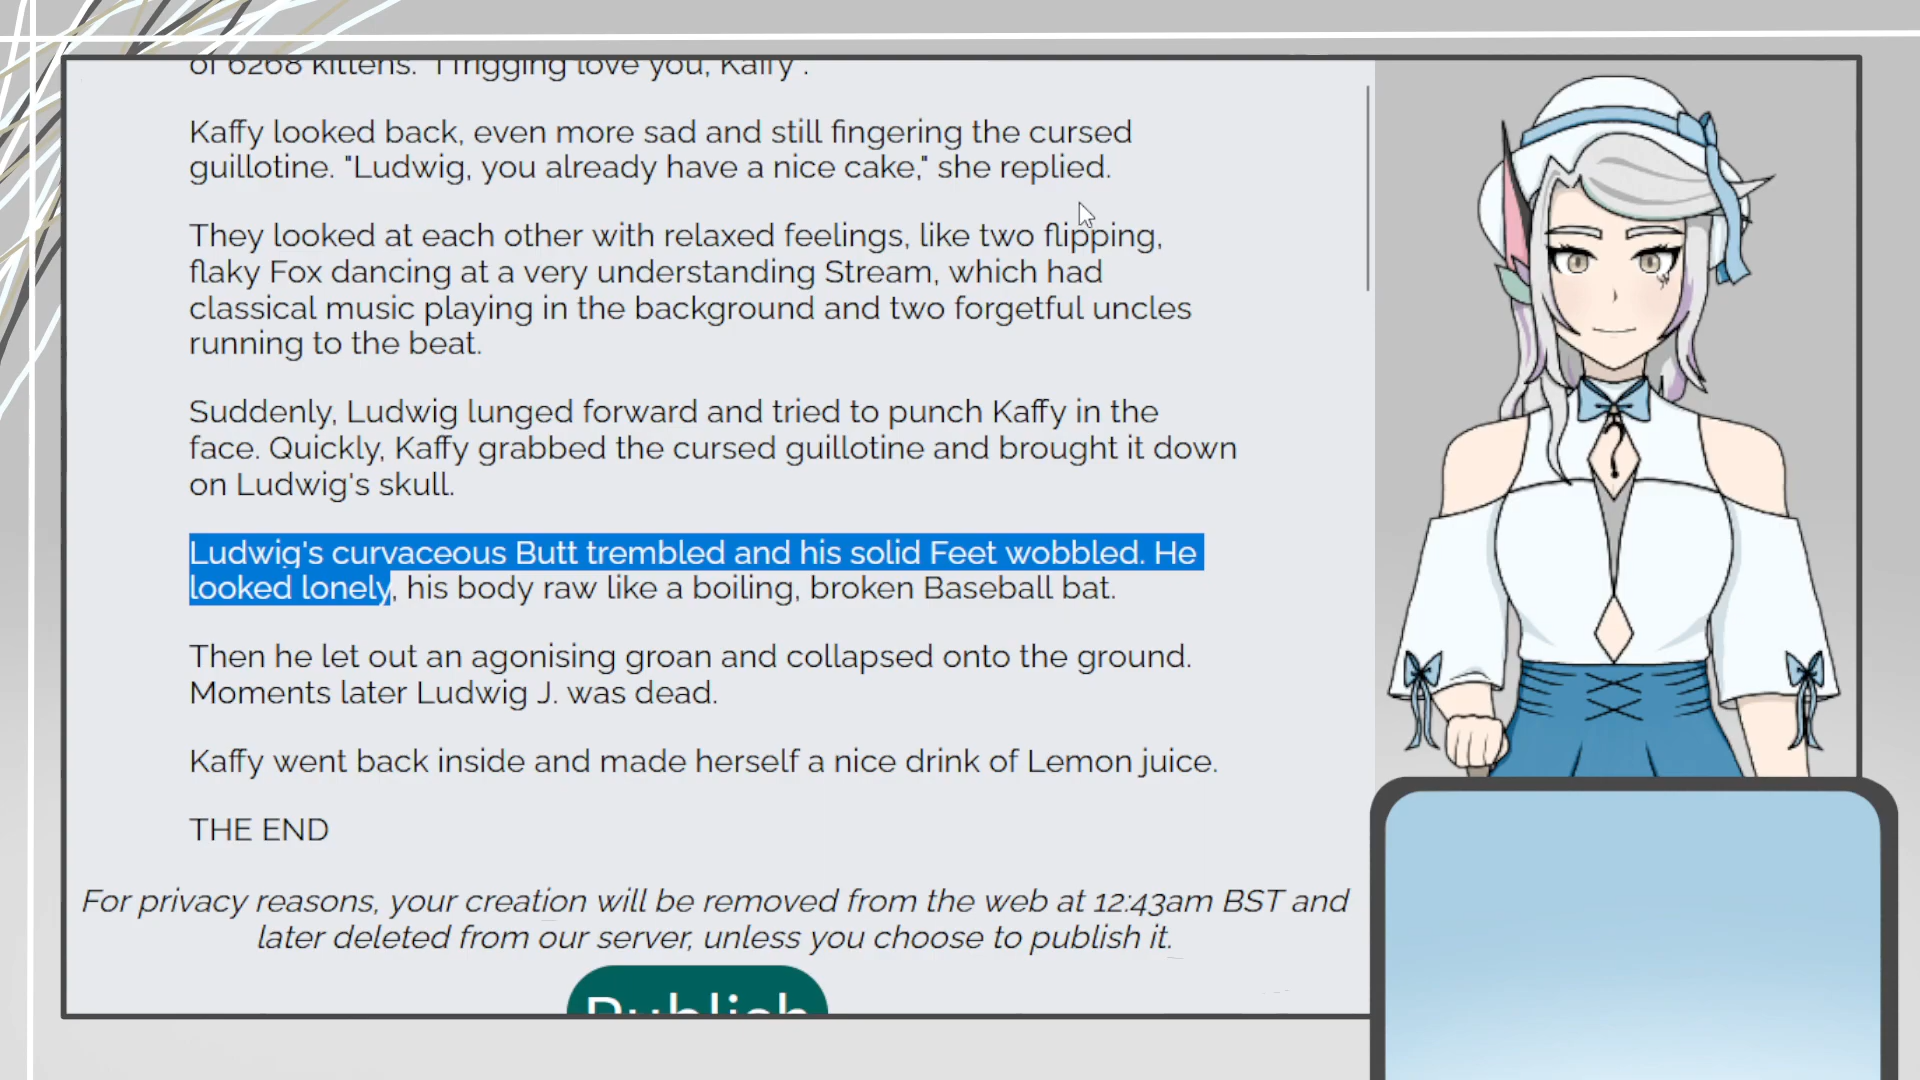 of 6268 kittens. "I frigging love you, Kaffy".
Kaffy looked back, even more sad and still fingering the cursed
guillotine. "Ludwig, you already have a nice cake," she replied.
They looked at each other with relaxed feelings, like two flipping,
flaky Fox dancing at a very understanding Stream, which had
classical music playing in the background and two forgetful uncles
running to the beat.
Suddenly, Ludwig lunged forward and tried to punch Kaffy in the
face. Quickly, Kaffy grabbed the cursed guillotine and brought it down
on Ludwig's skull.
Ludwig's curvaceous Butt trembled and his solid Feet wobbled. He
looked lonely, his body raw like a boiling, broken Baseball bat.
Then he let out an agonising groan and collapsed onto the ground.
Moments later Ludwig J. was dead.
Kaffy went back inside and made herself a nice drink of Lemon juice.
THE END
For privacy reasons, your creation will be removed from the web at 12:43am BST and
later deleted from our server, unless you choose to publish it.
Publish
?